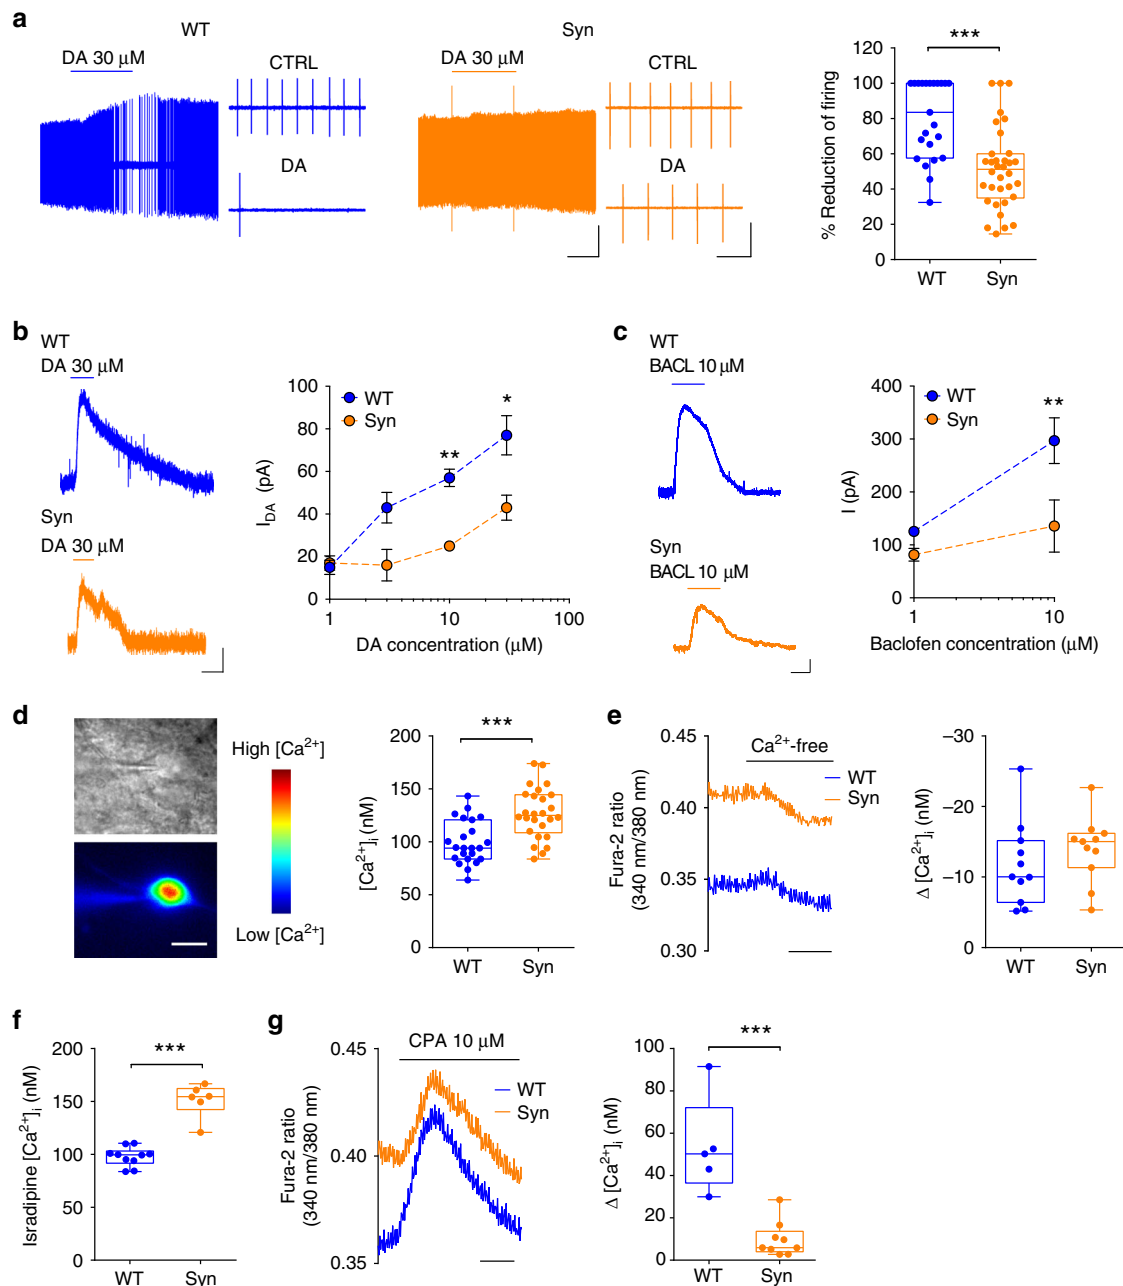 a
WT
Syn
DA 30 μM
CTRL
DA
DA 30 μM
CTRL
DA
***
% Reduction of firing
120
100
80
60
40
20
0
WT
Syn
b
WT
DA 30 μM
Syn
DA 30 μM
WT
Syn
*
**
I_DA (pA)
100
80
60
40
20
0
1
10
100
DA concentration (μM)
c
WT
BACL 10 μM
Syn
BACL 10 μM
WT
Syn
**
I (pA)
400
300
200
100
0
1
10
Baclofen concentration (μM)
d
High [Ca²⁺]
Low [Ca²⁺]
***
[Ca²⁺]ᵢ (nM)
200
150
100
50
0
WT
Syn
e
Ca²⁺-free
WT
Syn
Fura-2 ratio
(340 nm/380 nm)
0.45
0.40
0.35
0.30
Δ [Ca²⁺]ᵢ (nM)
–30
–20
–10
0
WT
Syn
f
***
Isradipine [Ca²⁺]ᵢ (nM)
200
150
100
50
0
WT
Syn
g
CPA 10 μM
WT
Syn
Fura-2 ratio
(340 nm/380 nm)
0.45
0.40
0.35
***
Δ [Ca²⁺]ᵢ (nM)
100
80
60
40
20
0
WT
Syn